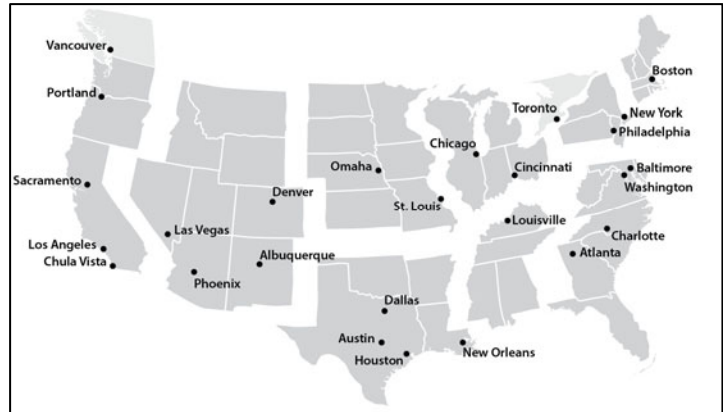 Vancouver
Boston
Portland
Toronto
New York
Philadelphia
Chicago
Omaha
Cincinnati
Baltimore
Washington
Sacramento
Denver
St. Louis
Louisville
Las Vegas
Charlotte
Los Angeles
Albuquerque
Atlanta
Chula Vista
Phoenix
Dallas
Austin
New Orleans
Houston